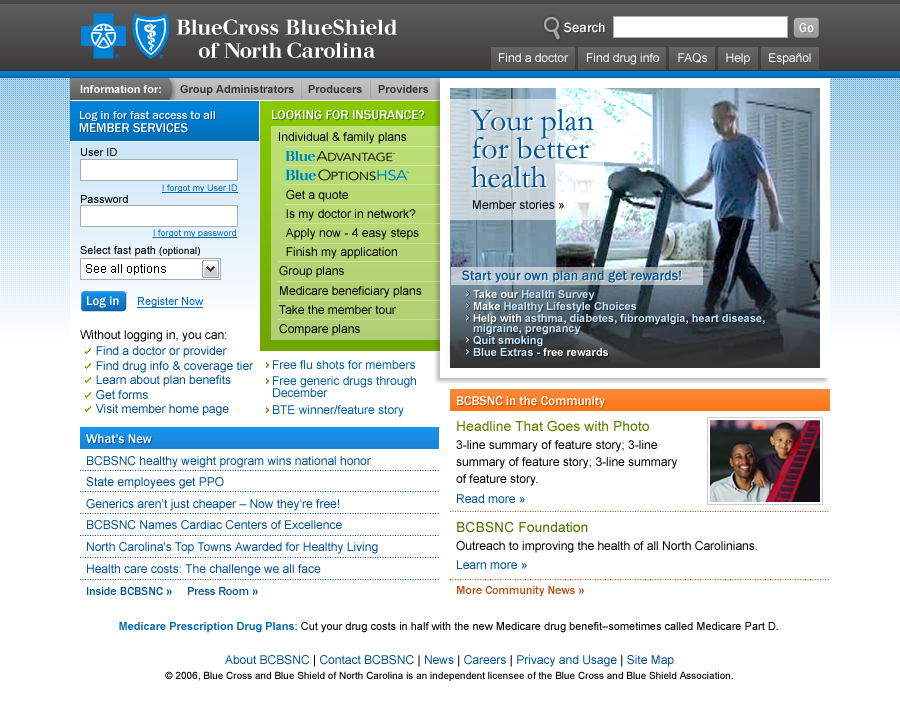 BlueCross BlueShield
of North Carolina
Search
Go
Find a doctor
Find drug info
FAQs
Help
Español
Information for:
Group Administrators
Producers
Providers
Log in for fast access to all
MEMBER SERVICES
User ID
I forgot my User ID
Password
I forgot my password
Select fast path (optional)
See all options
Log in
Register Now
Without logging in, you can:
Find a doctor or provider
Find drug info & coverage tier
Learn about plan benefits
Get forms
Visit member home page
LOOKING FOR INSURANCE?
Individual & family plans
Blue ADVANTAGE
Blue OPTIONSHSA
Get a quote
Is my doctor in network?
Apply now - 4 easy steps
Finish my application
Group plans
Medicare beneficiary plans
Take the member tour
Compare plans
Free flu shots for members
Free generic drugs through
December
BTE winner/feature story
Your plan
for better
health
Member stories »
Start your own plan and get rewards!
Take our Health Survey
Make Healthy Lifestyle Choices
Help with asthma, diabetes, fibromyalgia, heart disease,
migraine, pregnancy
Quit smoking
Blue Extras - free rewards
What's New
BCBSNC healthy weight program wins national honor
State employees get PPO
Generics aren't just cheaper – Now they're free!
BCBSNC Names Cardiac Centers of Excellence
North Carolina's Top Towns Awarded for Healthy Living
Health care costs: The challenge we all face
Inside BCBSNC »
Press Room »
BCBSNC in the Community
Headline That Goes with Photo
3-line summary of feature story; 3-line
summary of feature story; 3-line summary
of feature story.
Read more »
BCBSNC Foundation
Outreach to improving the health of all North Carolinians.
Learn more »
More Community News »
Medicare Prescription Drug Plans: Cut your drug costs in half with the new Medicare drug benefit–sometimes called Medicare Part D.
About BCBSNC | Contact BCBSNC | News | Careers | Privacy and Usage | Site Map
© 2006, Blue Cross and Blue Shield of North Carolina is an independent licensee of the Blue Cross and Blue Shield Association.